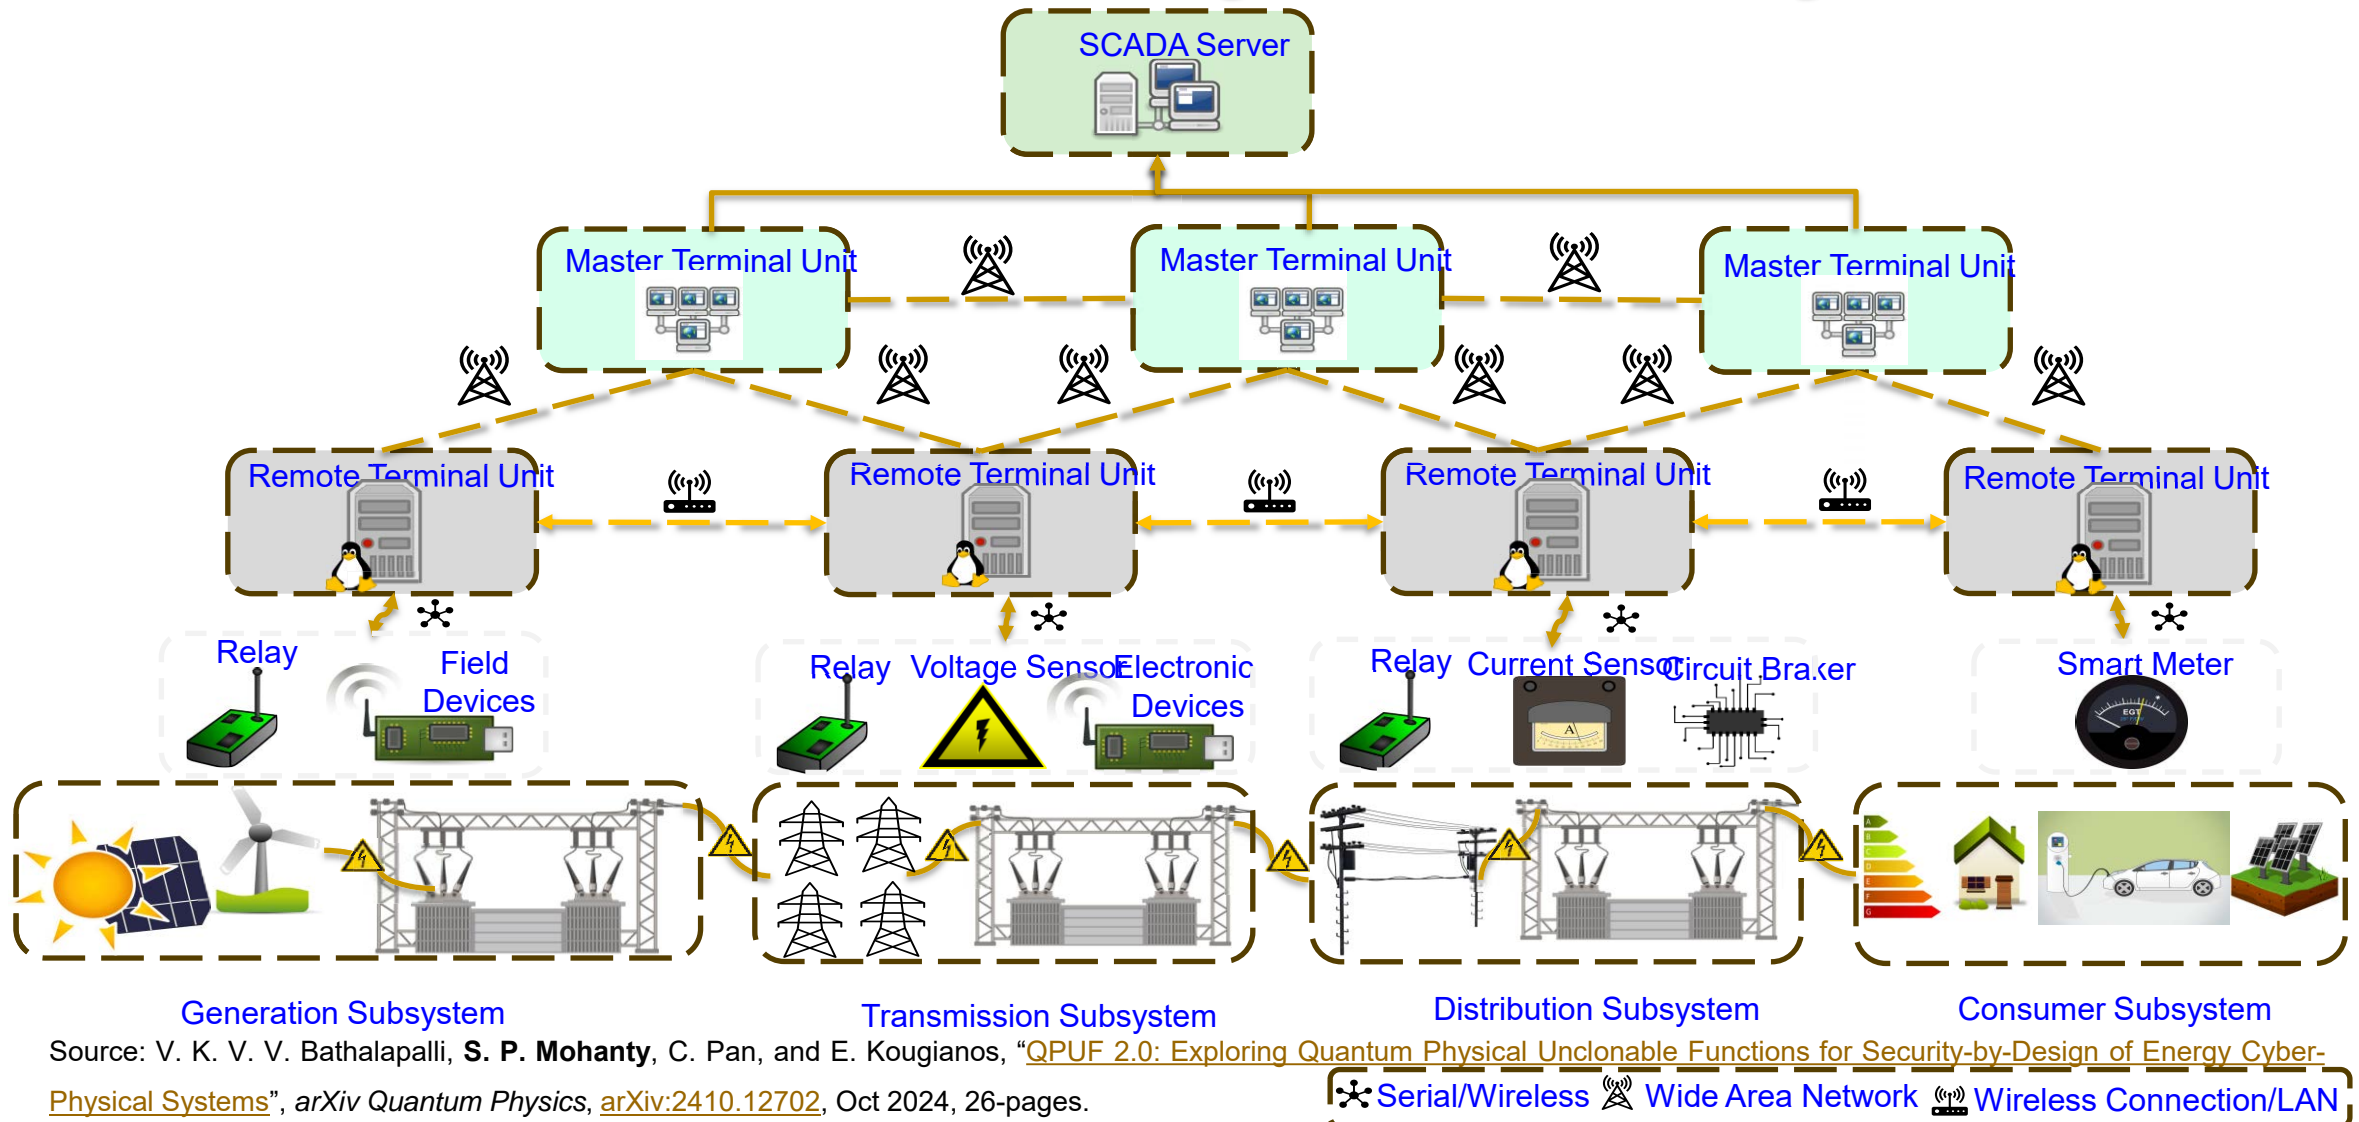 SCADA Server
Master Terminal Unit
Master Terminal Unit
Master Terminal Unit
Remote Terminal Unit
Remote Terminal Unit
Remote Terminal Unit
Remote Terminal Unit
Relay
Field
Devices
Relay
Voltage Sensor
Electronic
Devices
Relay
Current Sensor
Circuit Braker
Smart Meter
A
EGT
A
B
C
D
E
F
G
Generation Subsystem
Transmission Subsystem
Distribution Subsystem
Consumer Subsystem
Source: V. K. V. V. Bathalapalli, S. P. Mohanty, C. Pan, and E. Kougianos, “QPUF 2.0: Exploring Quantum Physical Unclonable Functions for Security-by-Design of Energy Cyber-
Physical Systems”, arXiv Quantum Physics, arXiv:2410.12702, Oct 2024, 26-pages.
Serial/Wireless Wide Area Network Wireless Connection/LAN